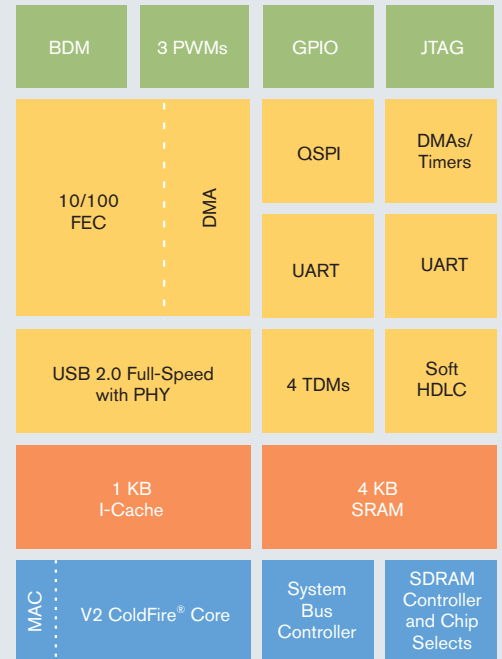 BDM
3 PWMs
GPIO
JTAG
10/100
FEC
DMA
QSPI
DMAs/
Timers
UART
UART
USB 2.0 Full-Speed
with PHY
4 TDMs
Soft
HDLC
1 KB
I-Cache
4 KB
SRAM
MAC
V2 ColdFire® Core
System
Bus
Controller
SDRAM
Controller
and Chip
Selects